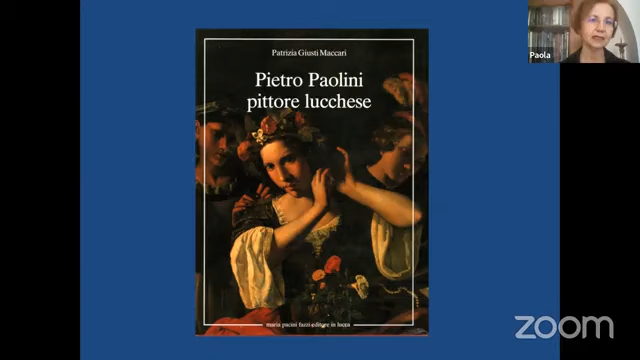 Patrizia Giusti Maccari
Pietro Paolini
pittore lucchese
maria pacini fazzi editore in lucca
Paola
zoom